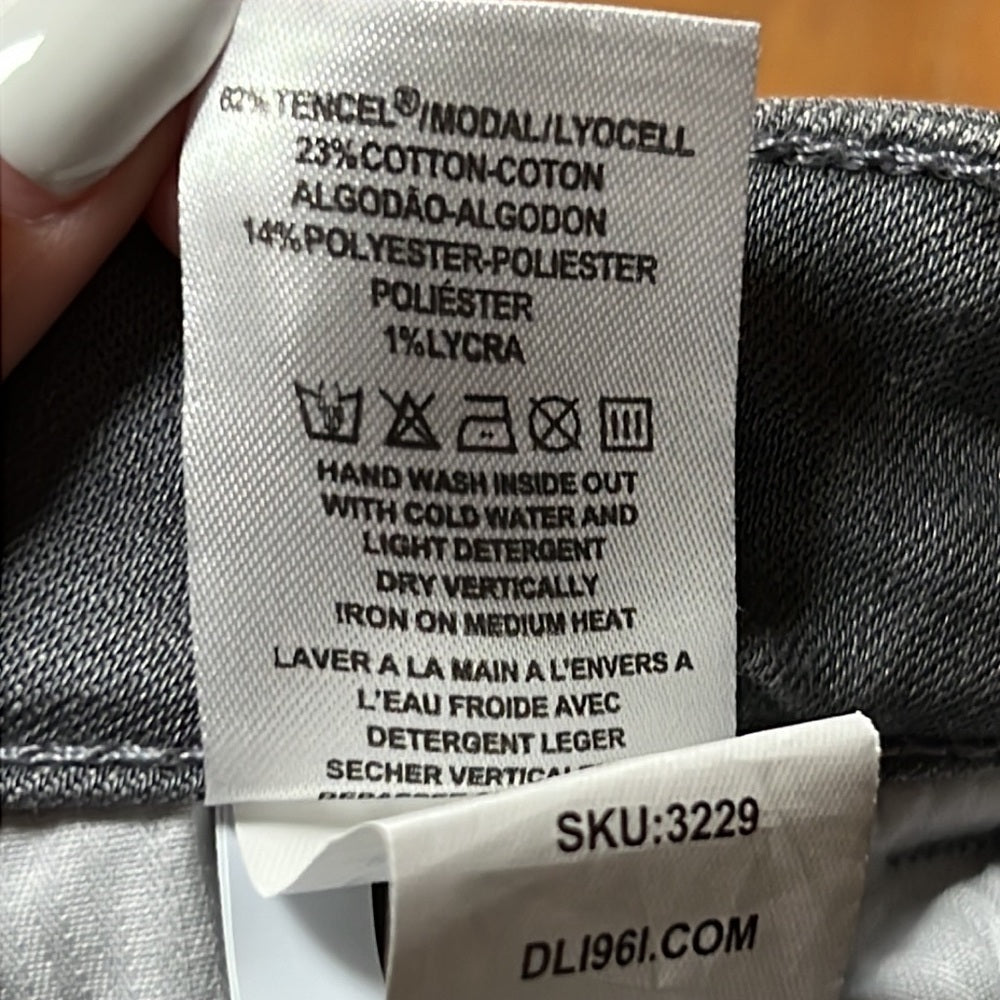 62% TENCEL®/MODAL/LYOCELL
23%COTTON-COTON
ALGODÃO-ALGODON
14%POLYESTER-POLIESTER
POLIÉSTER
1%LYCRA
HAND WASH INSIDE OUT
WITH COLD WATER AND
LIGHT DETERGENT
DRY VERTICALLY
IRON ON MEDIUM HEAT
LAVER A LA MAIN A L'ENVERS A
L'EAU FROIDE AVEC
DETERGENT LEGER
SECHER
SKU:3229
DLI96I.COM